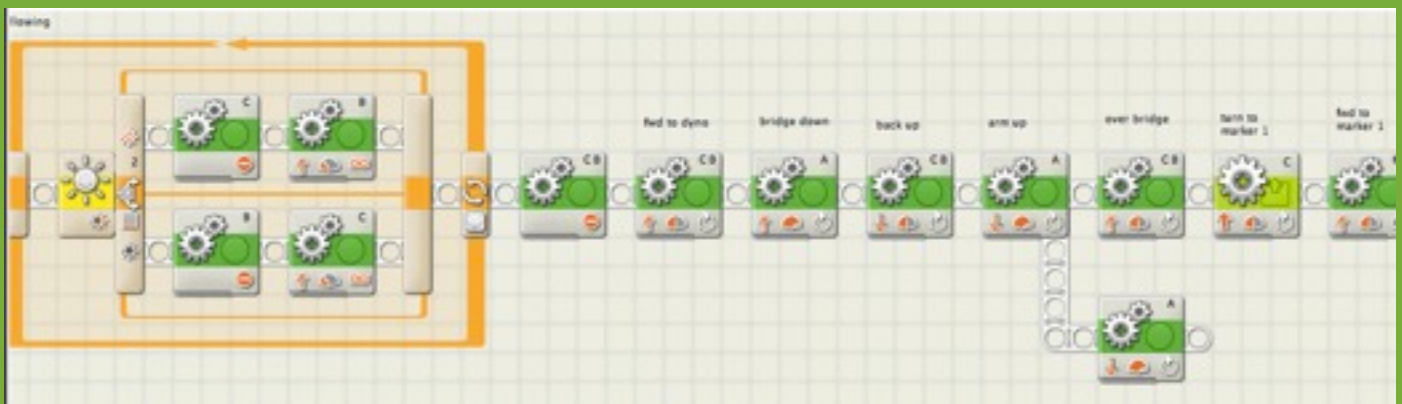 llowing
C
B
2
B
C
C B
fwd to dyno
C B
bridge down
A
back up
C B
arm up
A
over bridge
C B
turn to
marker 1
C
fwd to
marker 1
A